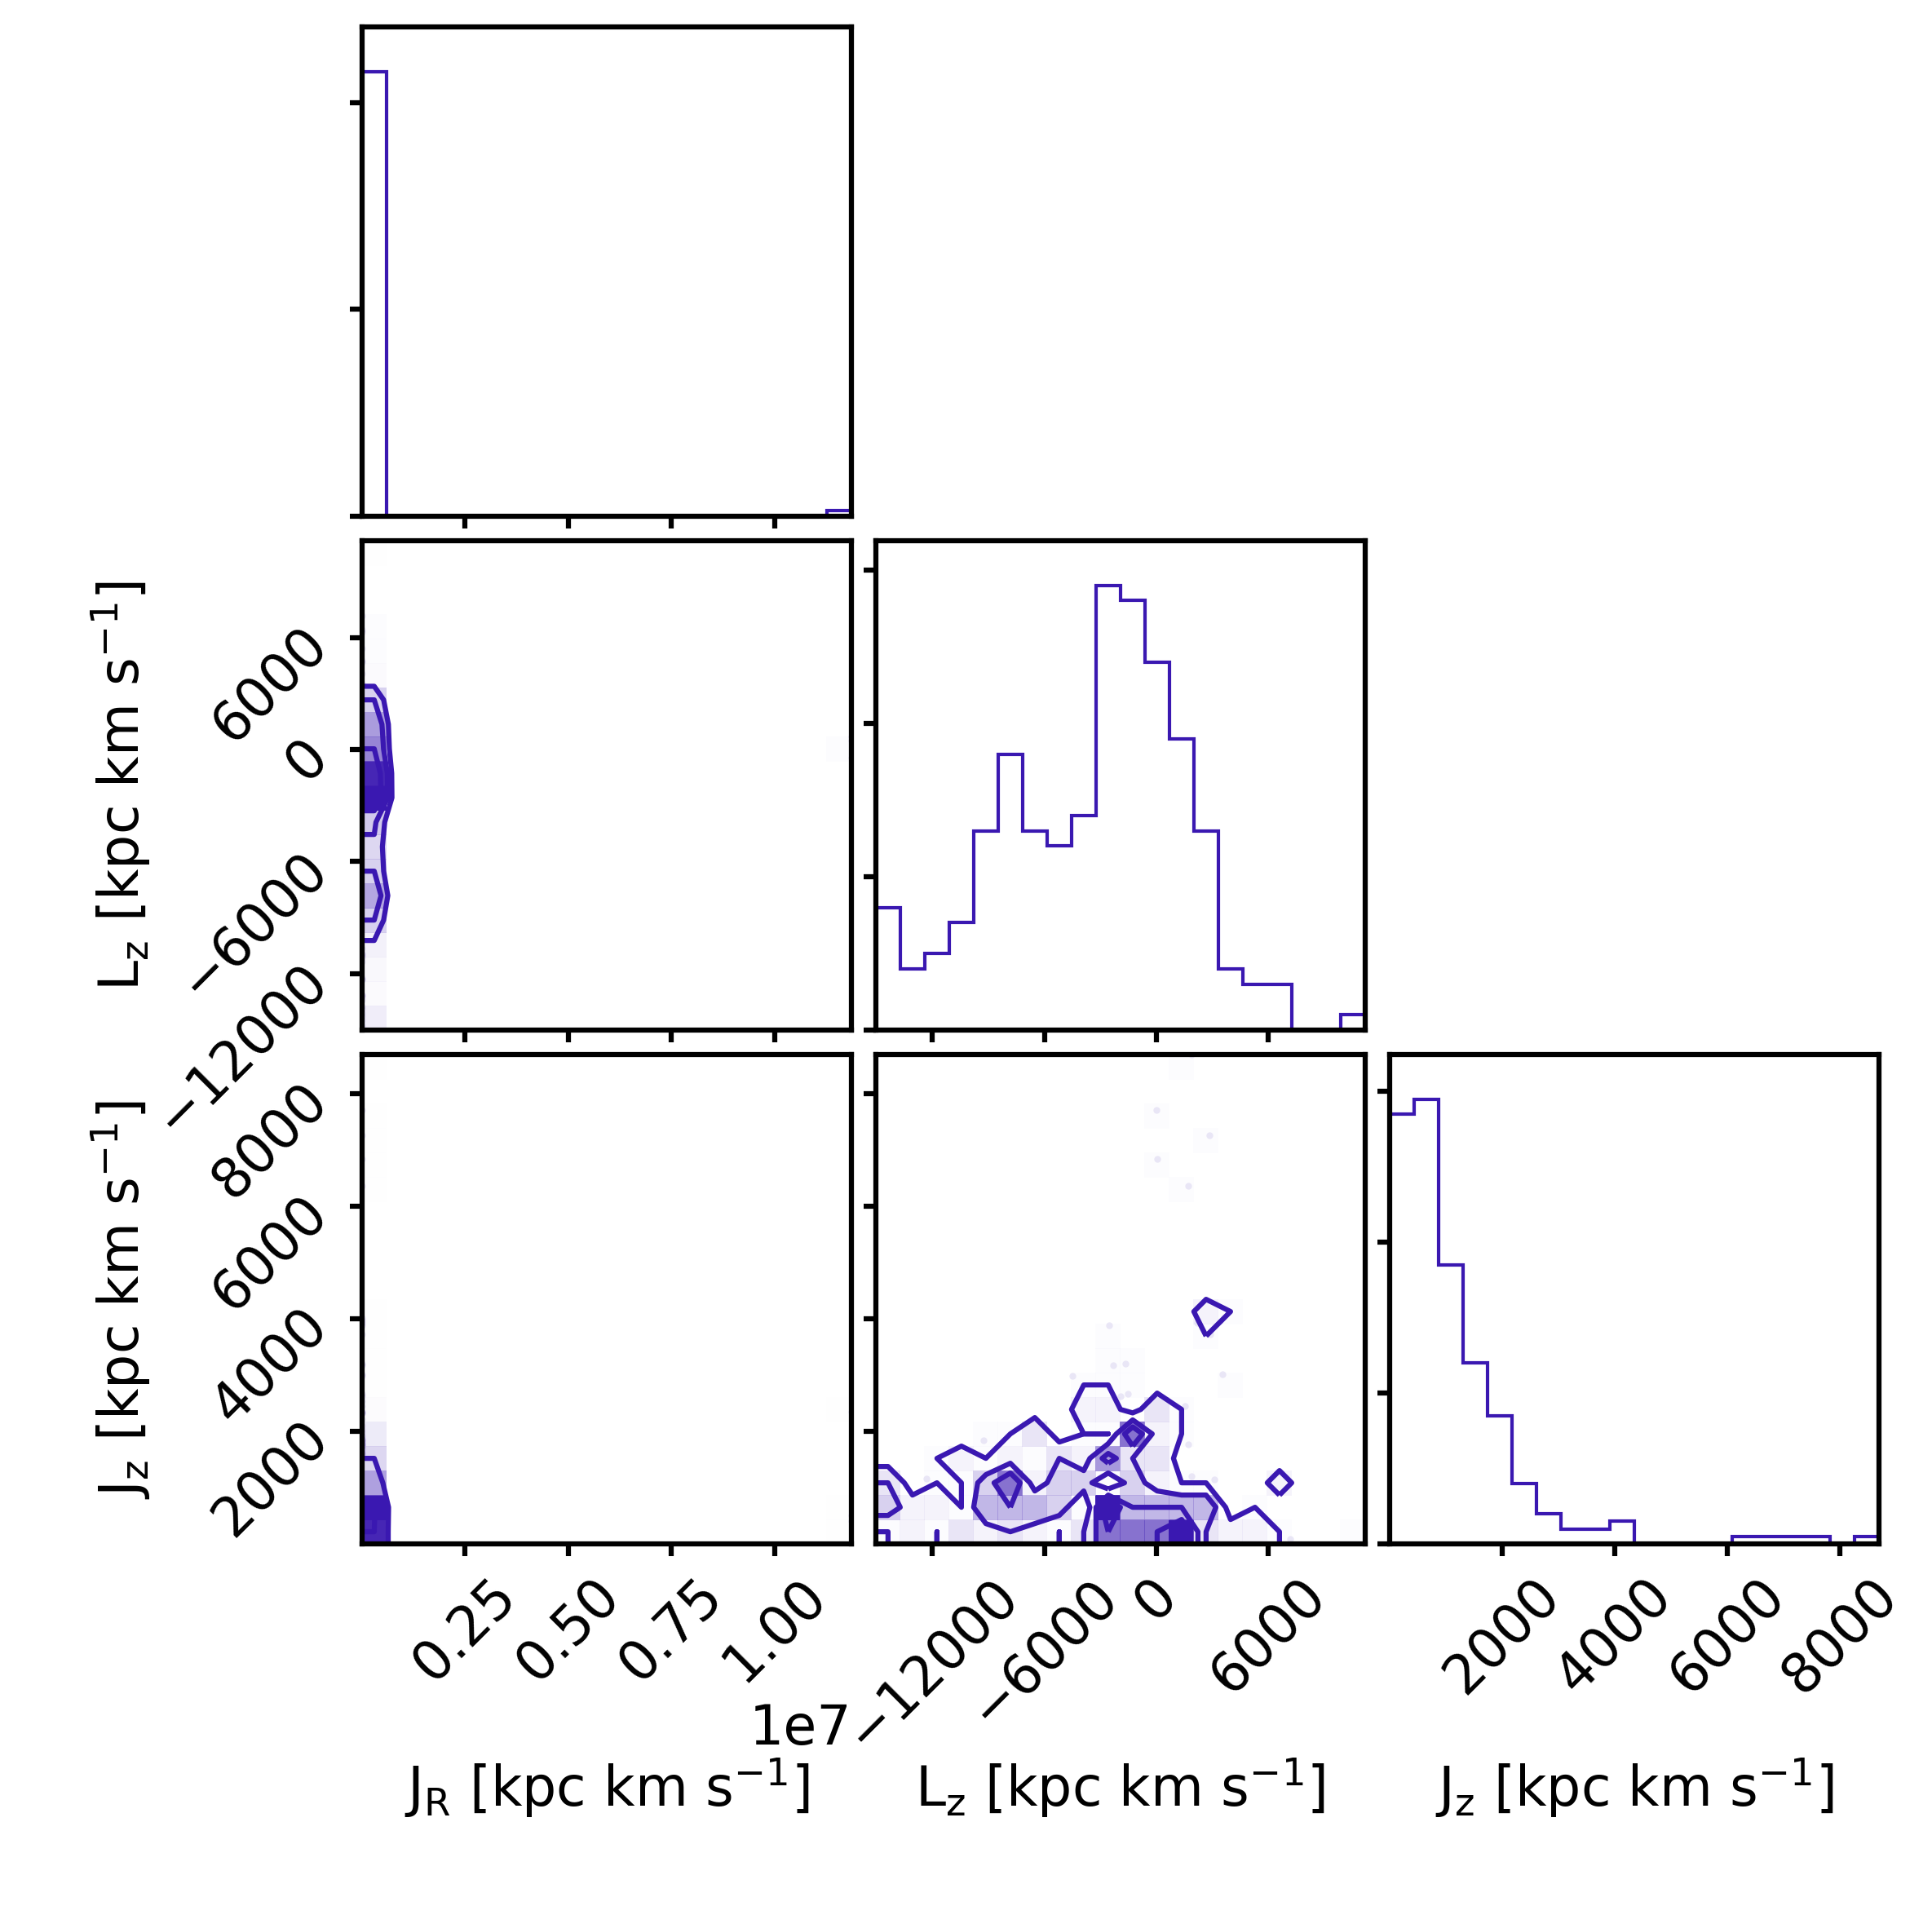 L_z [kpc km s⁻¹]
6000
0
−6000
−12000
J_z [kpc km s⁻¹]
8000
6000
4000
2000
0.25 0.50 0.75 1.00
1e7
−12000 −6000 0 6000
2000 4000 6000 8000
J_R [kpc km s⁻¹]
L_z [kpc km s⁻¹]
J_z [kpc km s⁻¹]